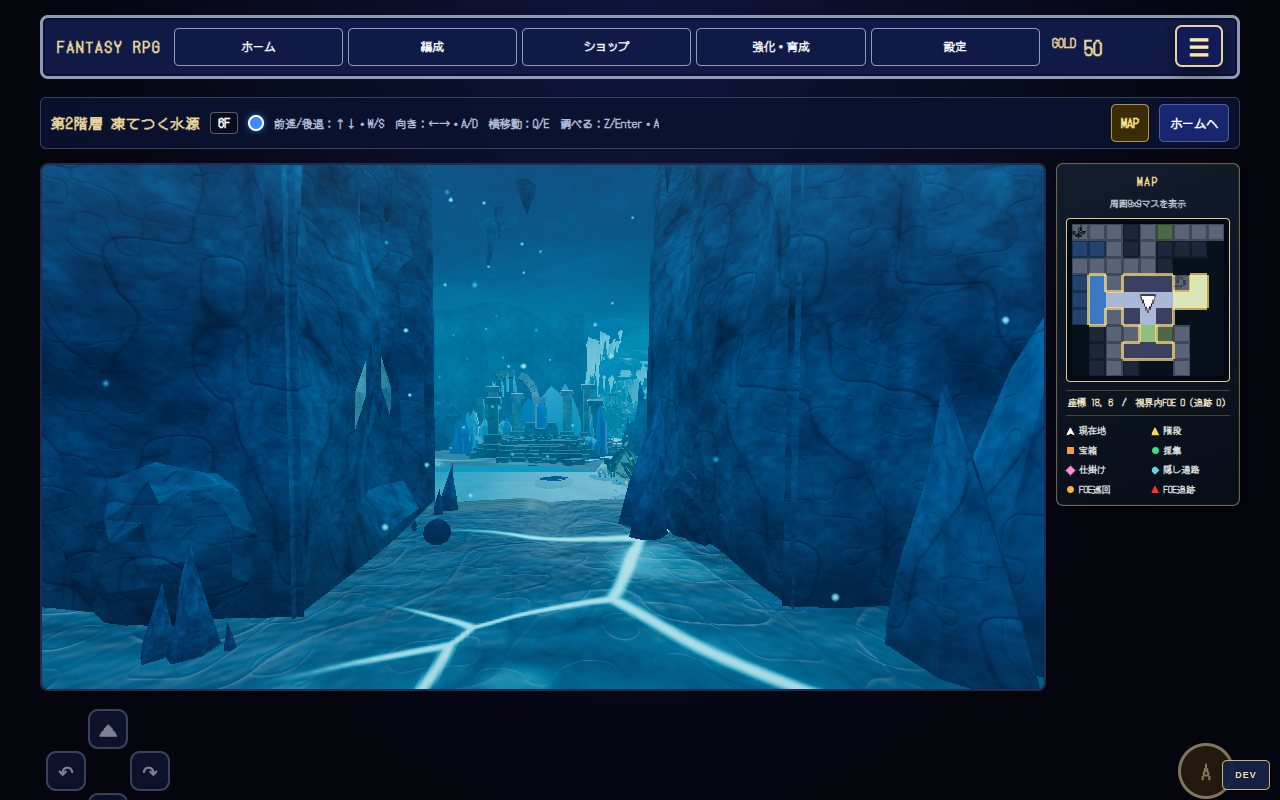 FANTASY RPG
ホーム
編成
ショップ
強化・育成
設定
GOLD 50
第2階層 凍てつく水源 6F 前進/後退：↑↓・W/S 向き：←→・A/D 横移動：Q/E 調べる：Z/Enter・A
MAP
ホームへ
MAP
周囲9x9マスを表示
座標 18, 6 / 視界内FOE 0 (追跡 0)
現在地
階段
宝箱
採集
仕掛け
隠し通路
FOE巡回
FOE追跡
A
DEV